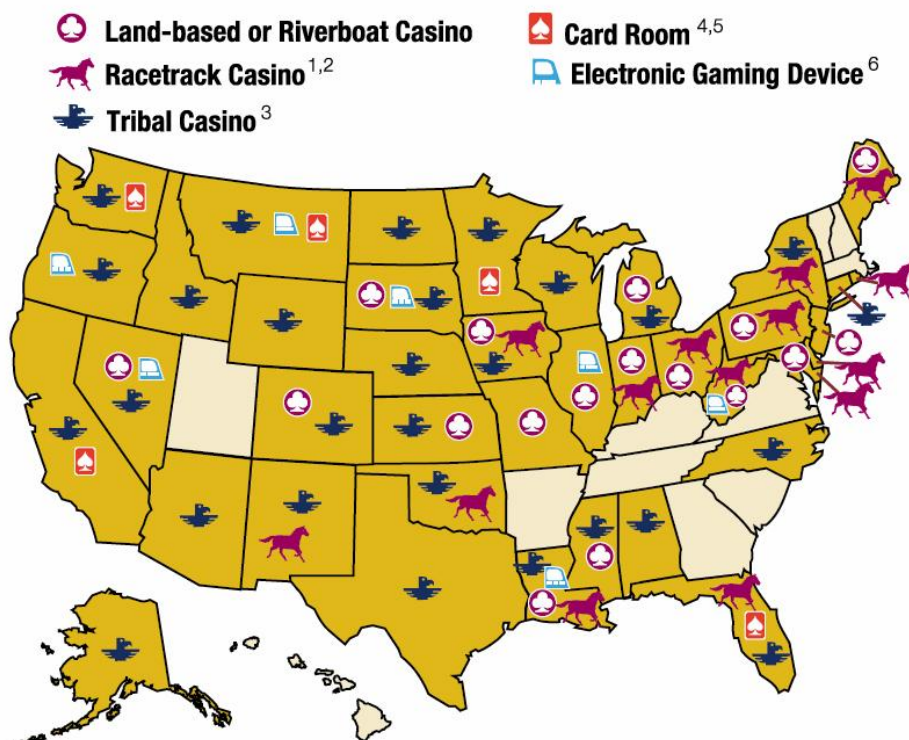 Land-based or Riverboat Casino
Racetrack Casino 1,2
Tribal Casino 3
Card Room 4,5
Electronic Gaming Device 6